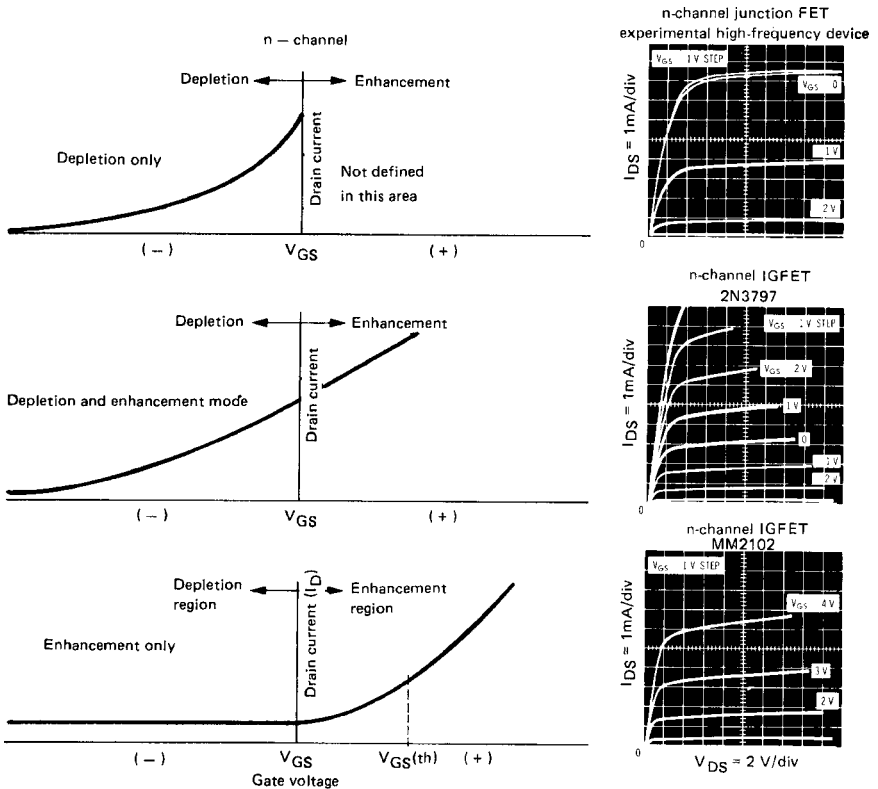 n – channel
Depletion
Enhancement
Depletion only
Drain current
Not defined
in this area
(–)
VGS
(+)
n-channel junction FET
experimental high-frequency device
IDS = 1mA/div
VGS 1 V STEP
VGS 0
1 V
2 V
0
Depletion
Enhancement
Depletion and enhancement mode
Drain current
(–)
VGS
(+)
n-channel IGFET
2N3797
IDS = 1mA/div
VGS 1V STEP
VGS 2 V
1 V
0
1 V
2 V
0
Depletion
region
Enhancement
region
Enhancement only
Drain current (ID)
(–)
VGS
VGS(th)
(+)
Gate voltage
n-channel IGFET
MM2102
IDS = 1mA/div
VGS 1 V STEP
VGS 4V
3V
2V
0
VDS = 2 V/div